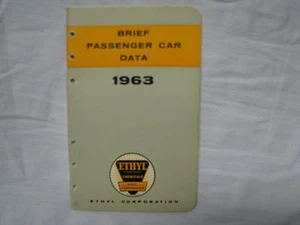 BRIEF
PASSENGER CAR
DATA
1963
ETHYL
ETHYL CORPORATION